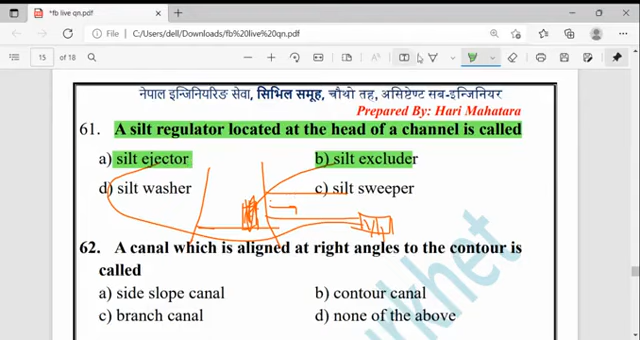 *fb live qn.pdf
C:/Users/dell/Downloads/fb%20live%20qn.pdf
15 of 18
नेपाल इन्जिनियरिङ सेवा, सिभिल समूह, चौथो तह, असिष्टेण्ट सब-इन्जिनियर
Prepared By: Hari Mahatara
61. A silt regulator located at the head of a channel is called
a) silt ejector b) silt excluder
d) silt washer c) silt sweeper
62. A canal which is aligned at right angles to the contour is
called
a) side slope canal b) contour canal
c) branch canal d) none of the above